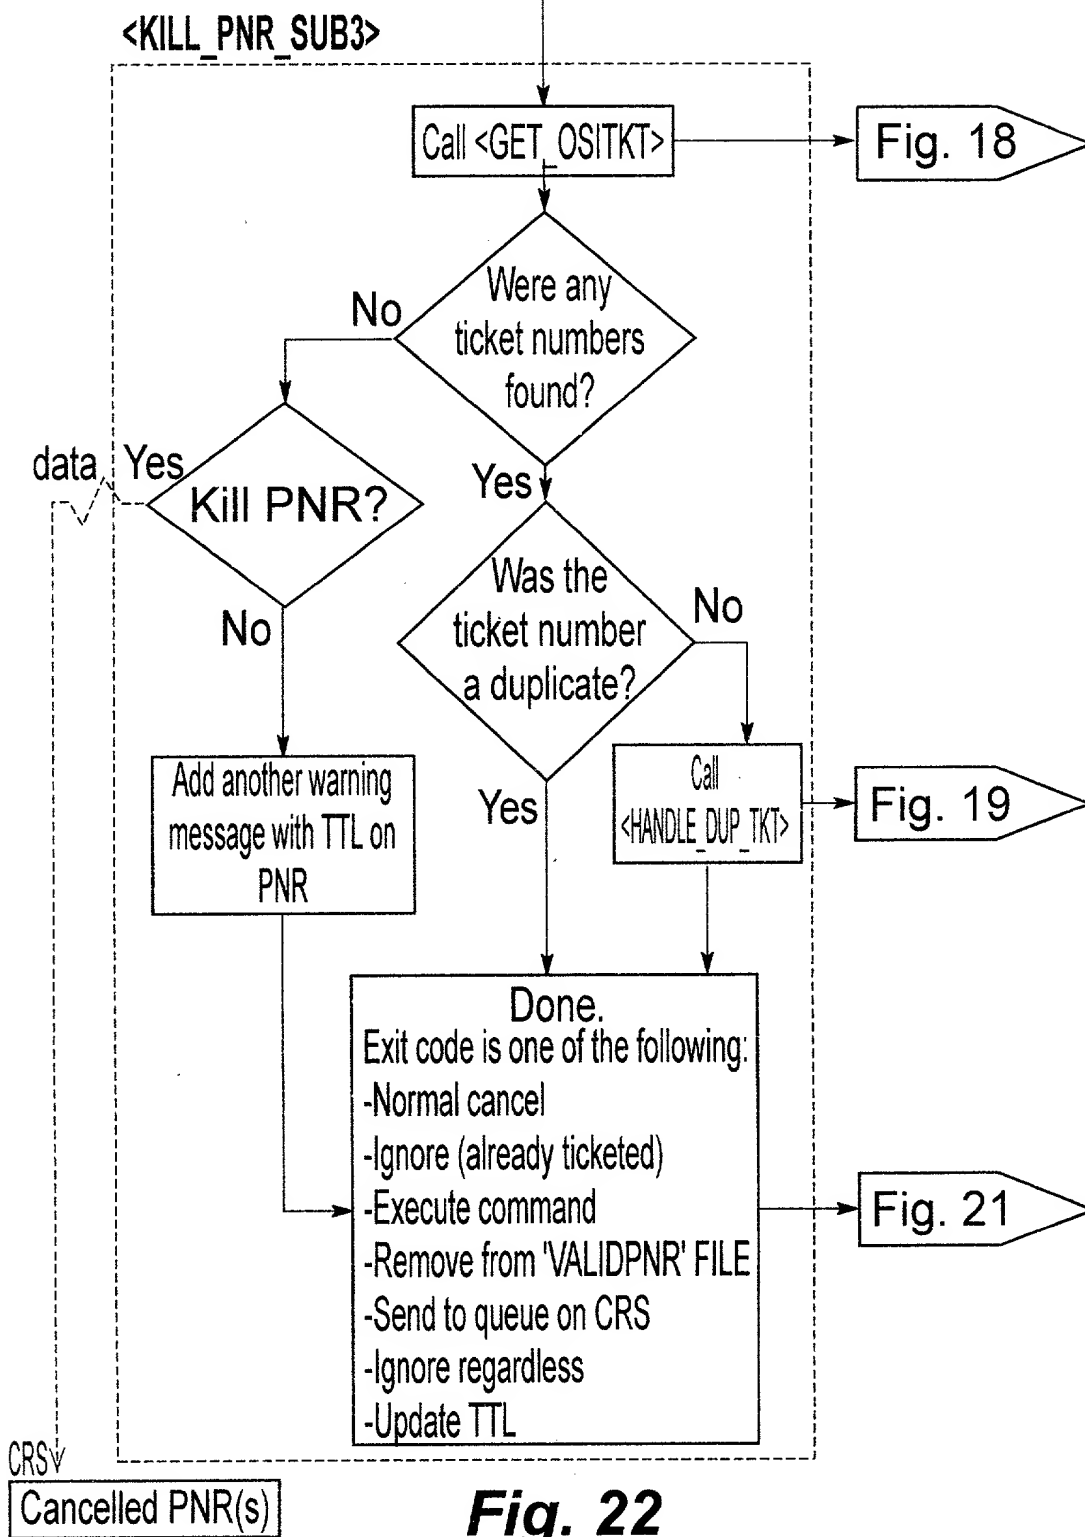 <KILL_PNR_SUB3>
Call <GET_OSITKT>
Fig. 18
Were any
ticket numbers
found?
No
Yes
data
Yes
Kill PNR?
No
Was the
ticket number
a duplicate?
No
Yes
Add another warning
message with TTL on
PNR
Call
<HANDLE_DUP_TKT>
Fig. 19
Done.
Exit code is one of the following:
-Normal cancel
-Ignore (already ticketed)
-Execute command
-Remove from 'VALIDPNR' FILE
-Send to queue on CRS
-Ignore regardless
-Update TTL
Fig. 21
CRS
Cancelled PNR(s)
Fig. 22